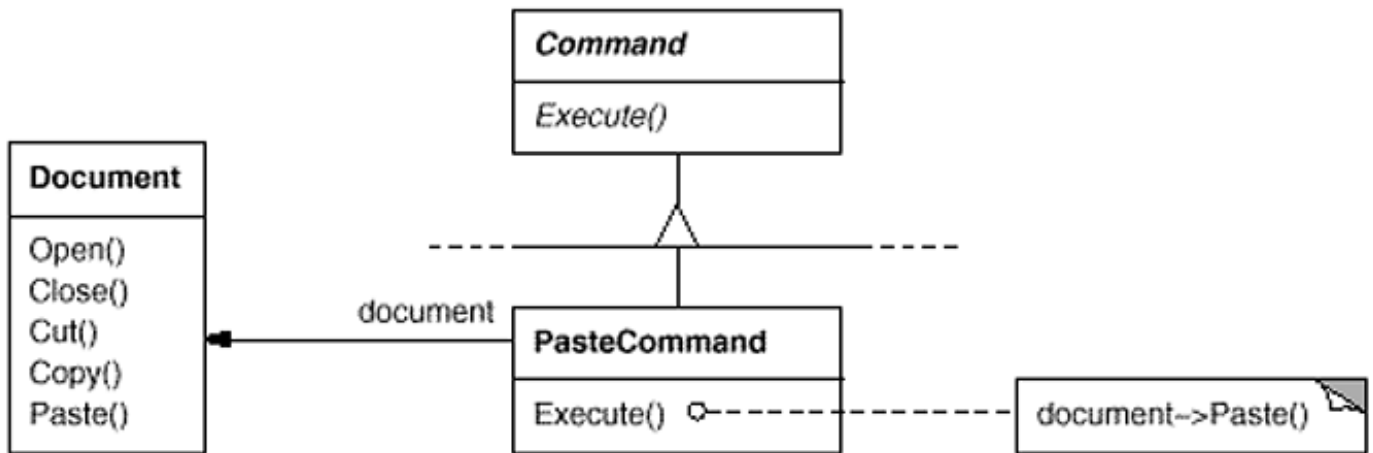 Command
Execute()
Document
Open()
Close()
Cut()
Copy()
Paste()
document
PasteCommand
Execute()
document->Paste()